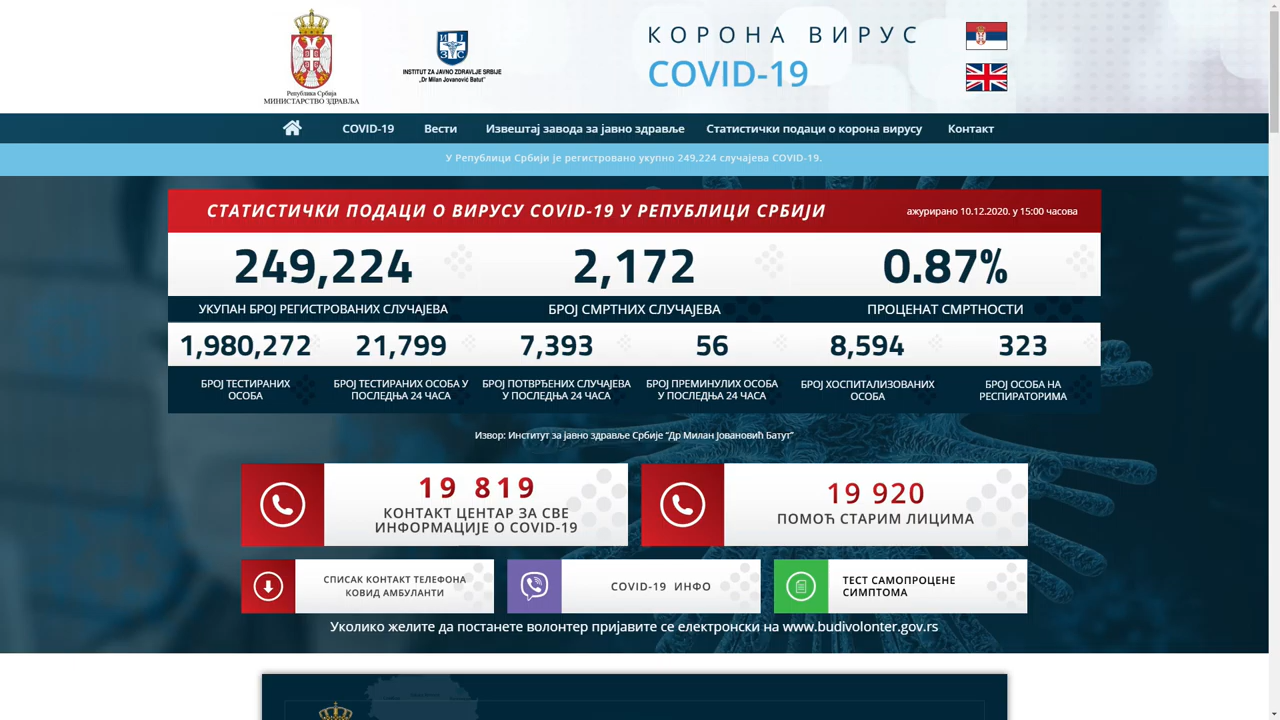 Република Србија
МИНИСТАРСТВО ЗДРАВЉА
ИЈ
ЗС
INSTITUT ZA JAVNO ZDRAVLJE SRBIJE
„Dr Milan Jovanović Batut"
КОРОНА ВИРУС
COVID-19
COVID-19 Вести Извештај завода за јавно здравље Статистички подаци о корона вирусу Контакт
У Републици Србији је регистровано укупно 249,224 случајева COVID-19.
СТАТИСТИЧКИ ПОДАЦИ О ВИРУСУ COVID-19 У РЕПУБЛИЦИ СРБИЈИ
ажурирано 10.12.2020. у 15:00 часова
249,224 2,172 0.87%
УКУПАН БРОЈ РЕГИСТРОВАНИХ СЛУЧАЈЕВА БРОЈ СМРТНИХ СЛУЧАЈЕВА ПРОЦЕНАТ СМРТНОСТИ
1,980,272 21,799 7,393 56 8,594 323
БРОЈ ТЕСТИРАНИХ
ОСОБА
БРОЈ ТЕСТИРАНИХ ОСОБА У
ПОСЛЕДЊА 24 ЧАСА
БРОЈ ПОТВРЂЕНИХ СЛУЧАЈЕВА
У ПОСЛЕДЊА 24 ЧАСА
БРОЈ ПРЕМИНУЛИХ ОСОБА
У ПОСЛЕДЊА 24 ЧАСА
БРОЈ ХОСПИТАЛИЗОВАНИХ
ОСОБА
БРОЈ ОСОБА НА
РЕСПИРАТОРИМА
Извор: Институт за јавно здравље Србије “Др Милан Јовановић Батут”
19 819
КОНТАКТ ЦЕНТАР ЗА СВЕ
ИНФОРМАЦИЈЕ О COVID-19
19 920
ПОМОЋ СТАРИМ ЛИЦИМА
СПИСАК КОНТАКТ ТЕЛЕФОНА
КОВИД АМБУЛАНТИ
COVID-19 ИНФО
ТЕСТ САМОПРОЦЕНЕ
СИМПТОМА
Уколико желите да постанете волонтер пријавите се електронски на www.budivolonter.gov.rs